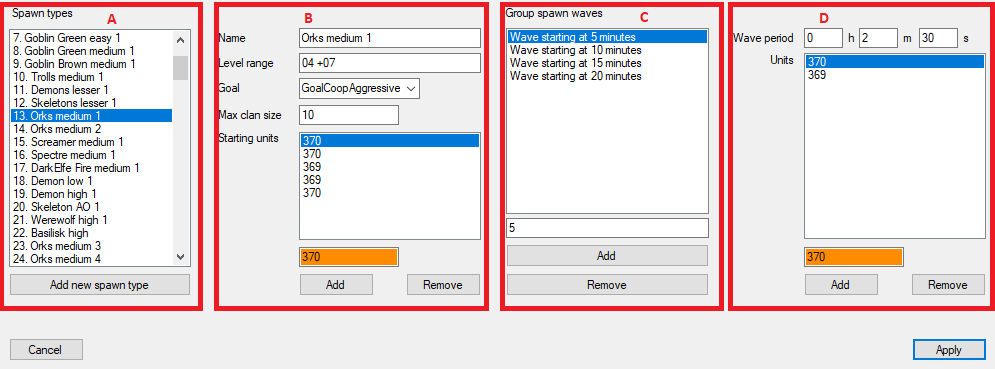 Spawn types
A
7. Goblin Green easy 1
8. Goblin Green medium 1
9. Goblin Brown medium 1
10. Trolls medium 1
11. Demons lesser 1
12. Skeletons lesser 1
13. Orks medium 1
14. Orks medium 2
15. Screamer medium 1
16. Spectre medium 1
17. DarkElfe Fire medium 1
18. Demon low 1
19. Demon high 1
20. Skeleton AO 1
21. Werewolf high 1
22. Basilisk high
23. Orks medium 3
24. Orks medium 4
Add new spawn type
B
Name
Orks medium 1
Level range
04 +07
Goal
GoalCoopAggressive
Max clan size
10
Starting units
370
370
369
369
370
370
Add
Remove
Group spawn waves
C
Wave starting at 5 minutes
Wave starting at 10 minutes
Wave starting at 15 minutes
Wave starting at 20 minutes
5
Add
Remove
D
Wave period 0 h 2 m 30 s
Units
370
369
370
Add
Remove
Cancel
Apply